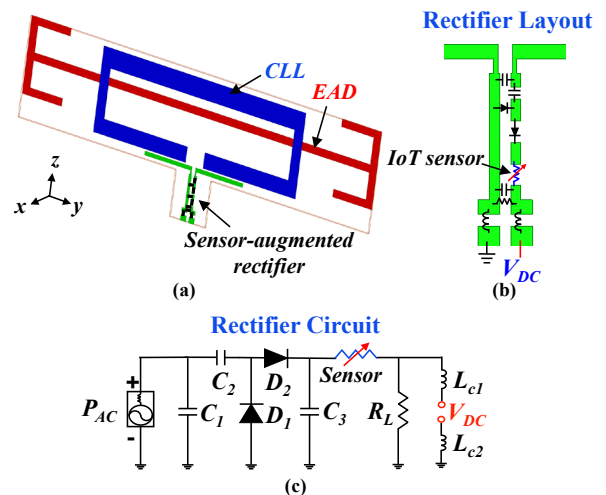 Rectifier Layout
CLL
EAD
z
x
y
Sensor-augmented
rectifier
(a)
IoT sensor
V_DC
(b)
Rectifier Circuit
+
P_AC
-
C_1
C_2
D_2
D_1
C_3
Sensor
R_L
L_c1
V_DC
L_c2
(c)